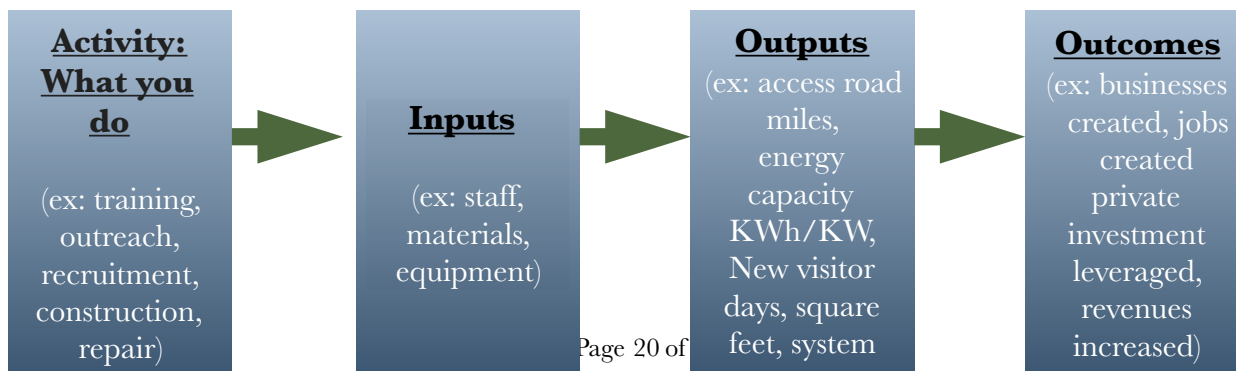 Activity:
What you
do
(ex: training,
outreach,
recruitment,
construction,
repair)
Inputs
(ex: staff,
materials,
equipment)
Outputs
(ex: access road
miles,
energy
capacity
KWh/KW,
New visitor
days, square
feet, system
Outcomes
(ex: businesses
created, jobs
created
private
investment
leveraged,
revenues
increased)
Page 20 of